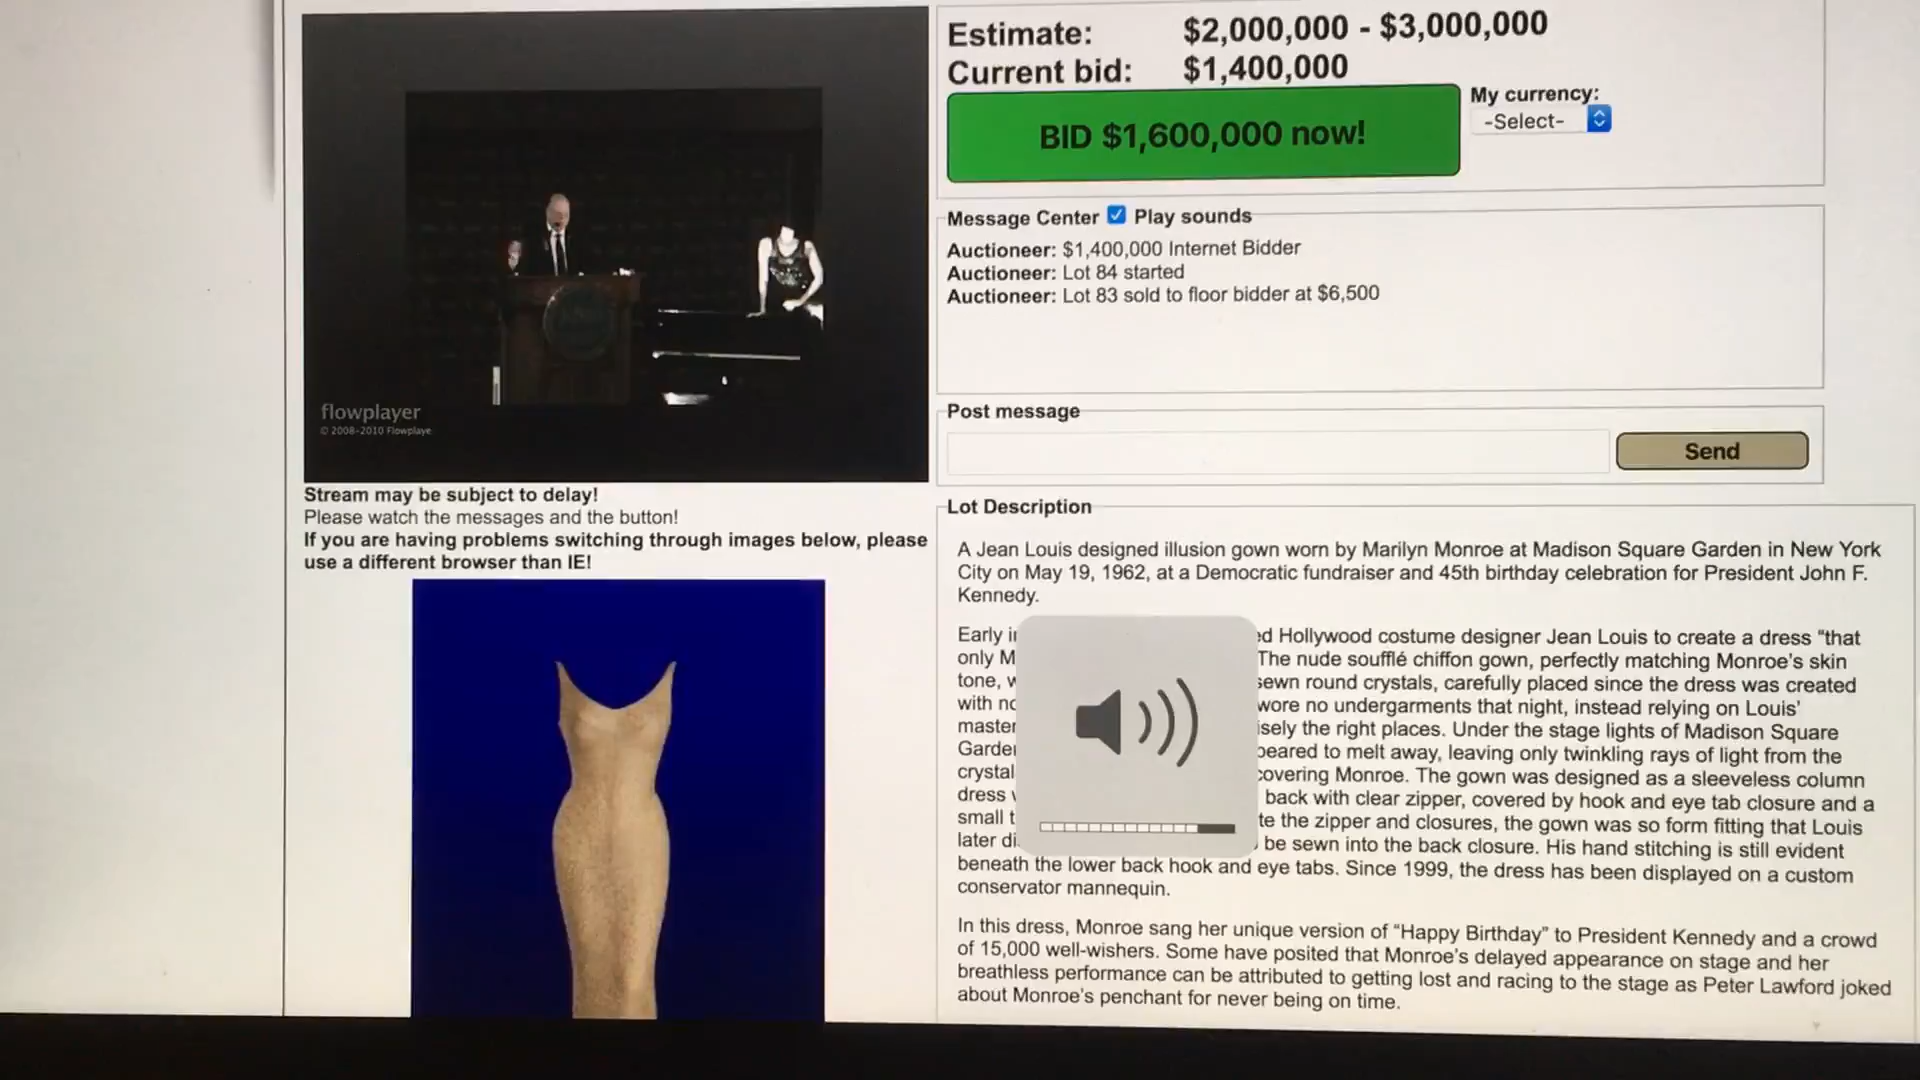 Estimate: $2,000,000 - $3,000,000
Current bid: $1,400,000
BID $1,600,000 now!
My currency:
-Select-
Message Center Play sounds
Auctioneer: $1,400,000 Internet Bidder
Auctioneer: Lot 84 started
Auctioneer: Lot 83 sold to floor bidder at $6,500
flowplayer
© 2008-2010 Flowplaye
Post message
Send
Stream may be subject to delay!
Please watch the messages and the button!
If you are having problems switching through images below, please
use a different browser than IE!
Lot Description
A Jean Louis designed illusion gown worn by Marilyn Monroe at Madison Square Garden in New York
City on May 19, 1962, at a Democratic fundraiser and 45th birthday celebration for President John F.
Kennedy.
Early ed Hollywood costume designer Jean Louis to create a dress “that
only M The nude soufflé chiffon gown, perfectly matching Monroe's skin
tone, sewn round crystals, carefully placed since the dress was created
with wore no undergarments that night, instead relying on Louis'
master isely the right places. Under the stage lights of Madison Square
Garde peared to melt away, leaving only twinkling rays of light from the
crystal covering Monroe. The gown was designed as a sleeveless column
dress back with clear zipper, covered by hook and eye tab closure and a
small t te the zipper and closures, the gown was so form fitting that Louis
later di be sewn into the back closure. His hand stitching is still evident
beneath the lower back hook and eye tabs. Since 1999, the dress has been displayed on a custom
conservator mannequin.
In this dress, Monroe sang her unique version of “Happy Birthday” to President Kennedy and a crowd
of 15,000 well-wishers. Some have posited that Monroe's delayed appearance on stage and her
breathless performance can be attributed to getting lost and racing to the stage as Peter Lawford joked
about Monroe's penchant for never being on time.